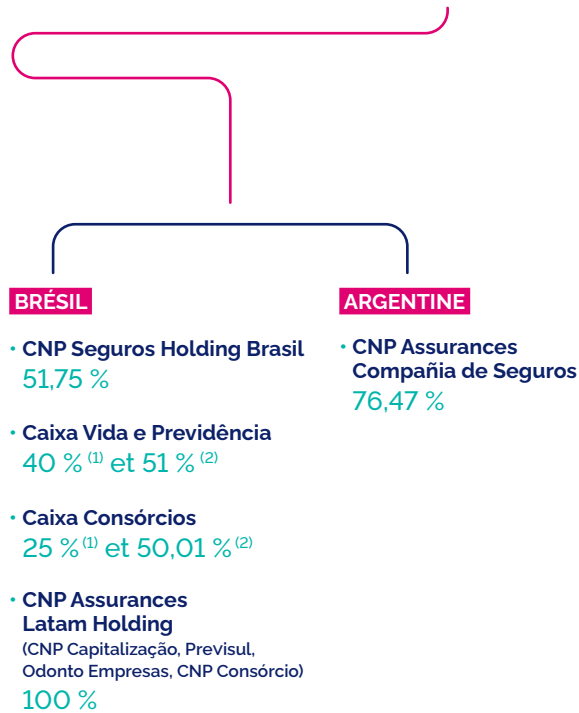 BRÉSIL
• CNP Seguros Holding Brasil
51,75 %
• Caixa Vida e Previdência
40 % (1) et 51 % (2)
• Caixa Consórcios
25 % (1) et 50,01 % (2)
• CNP Assurances
Latam Holding
(CNP Capitalização, Previsul,
Odonto Empresas, CNP Consórcio)
100 %
ARGENTINE
• CNP Assurances
Compañia de Seguros
76,47 %